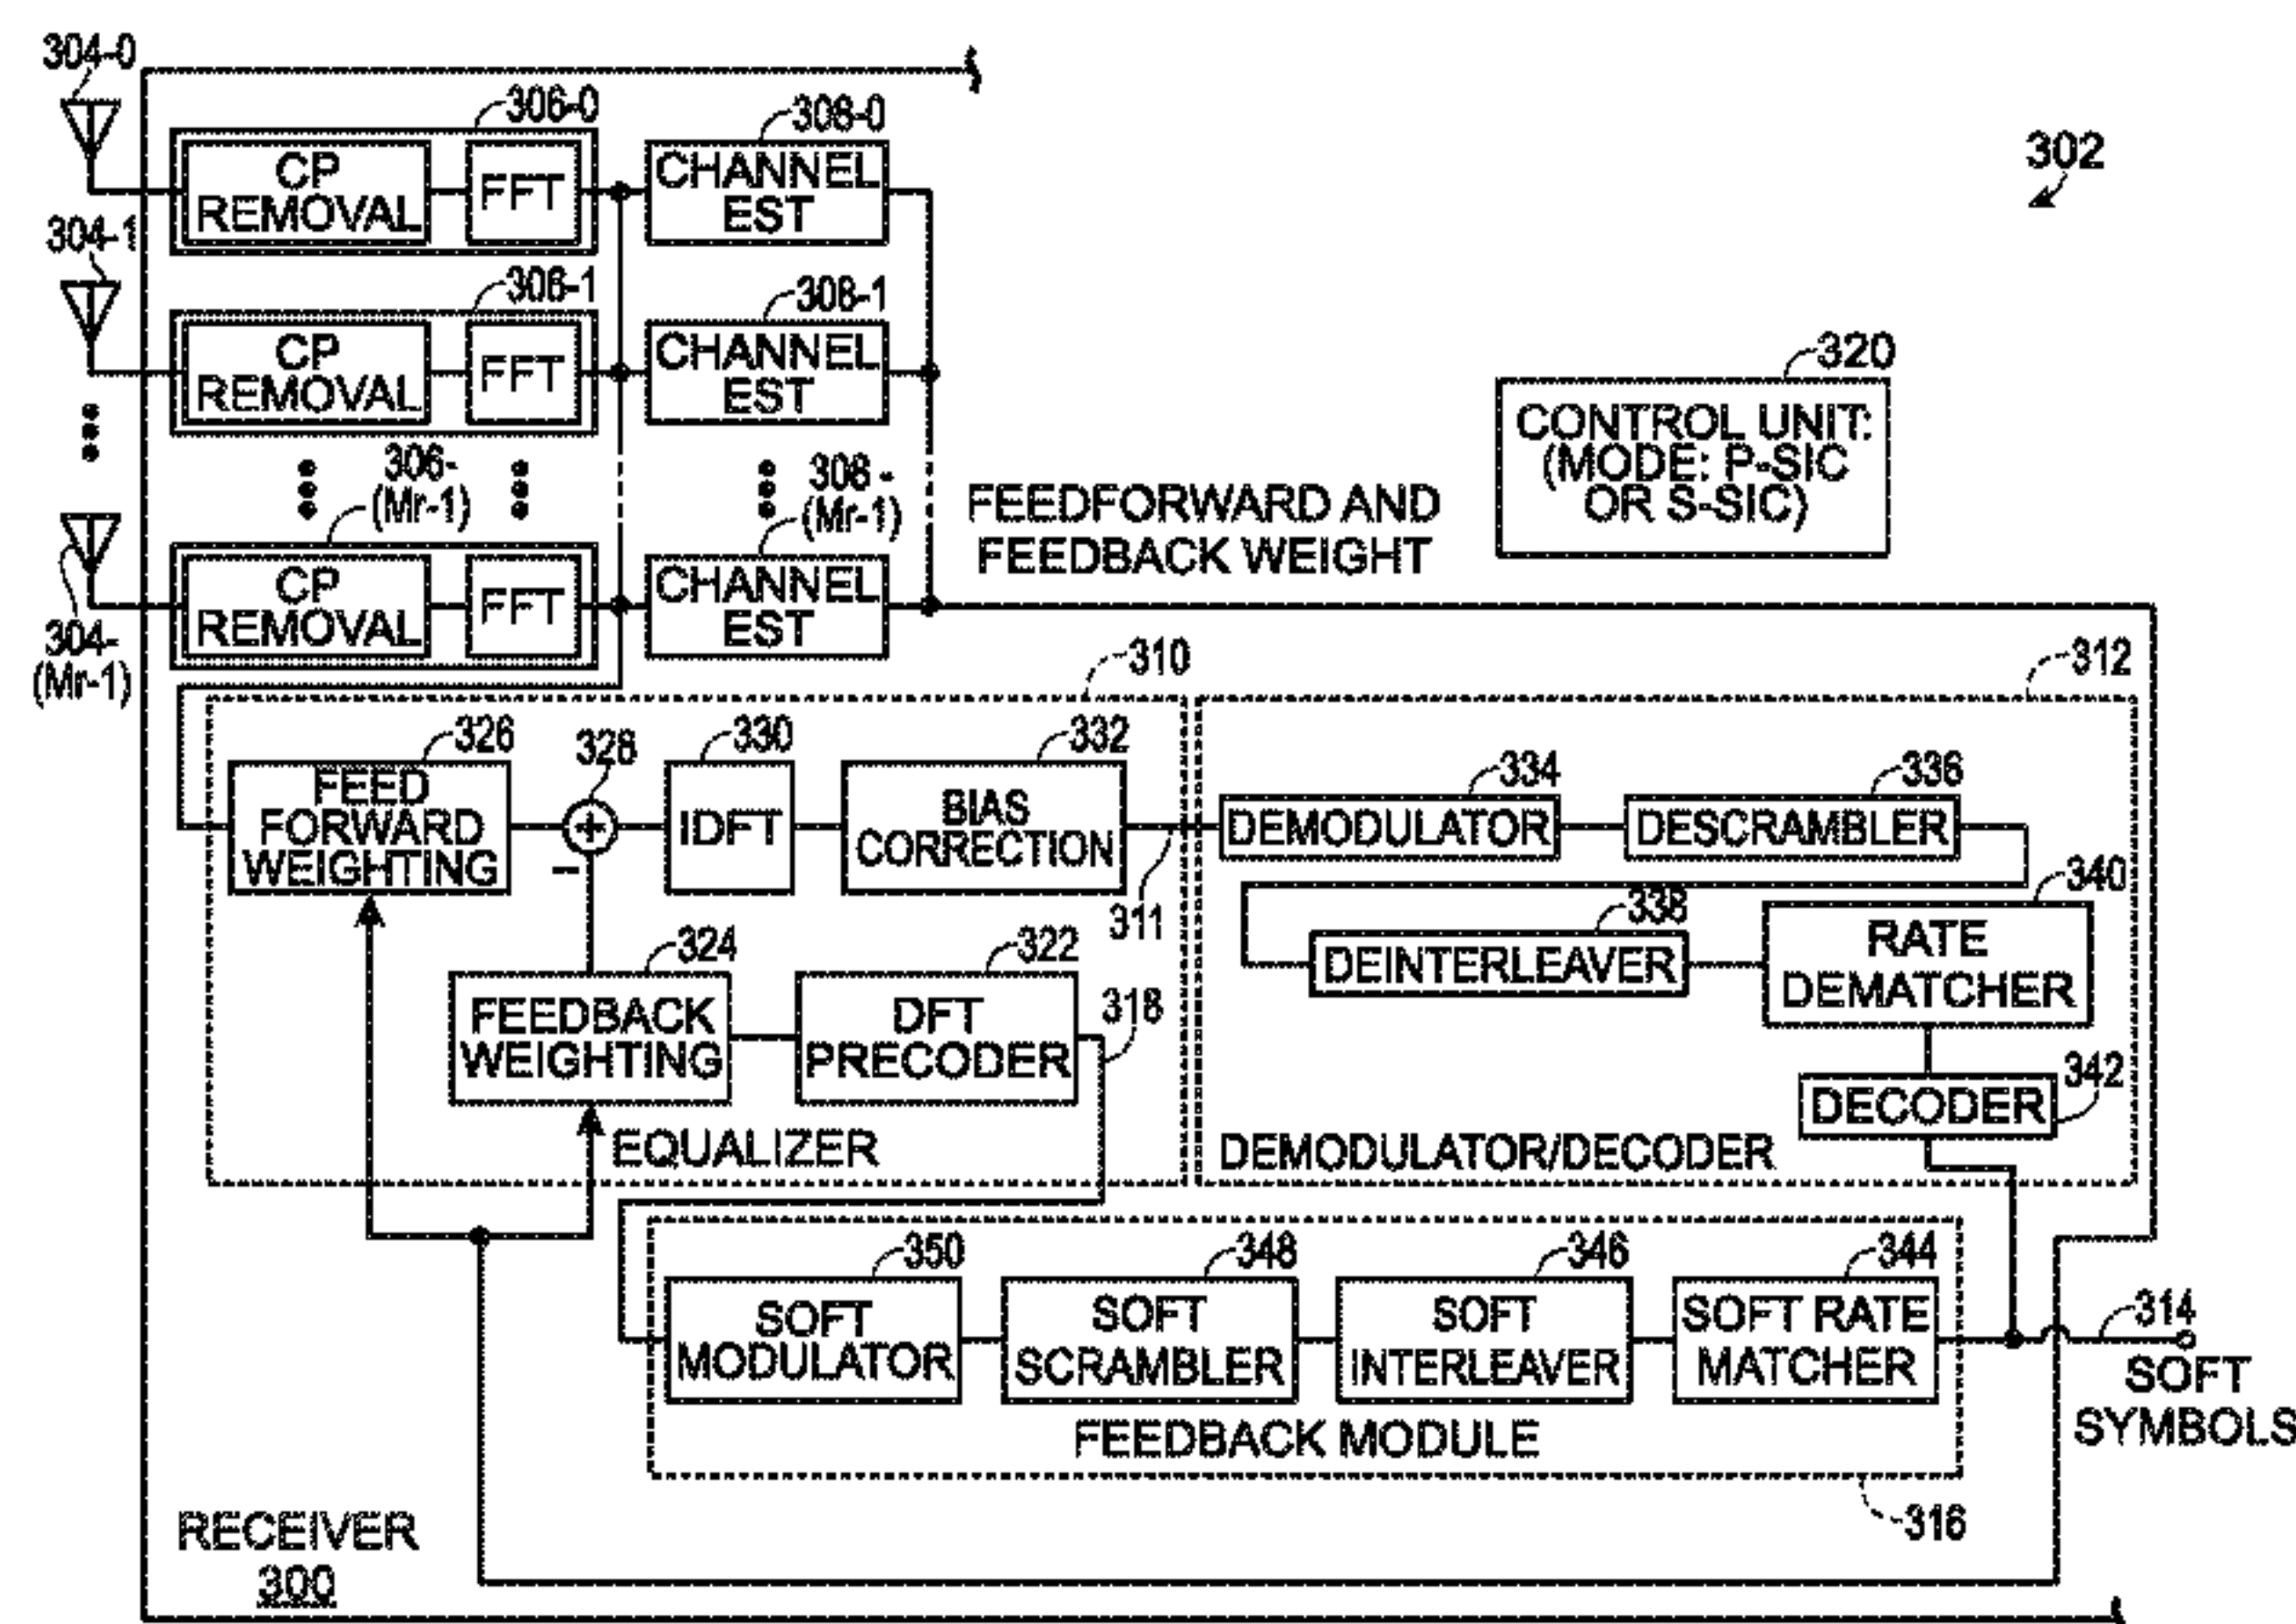 304-0
306-0
308-0
CP
REMOVAL
FFT
CHANNEL
EST
302
304-1
306-1
308-1
CP
REMOVAL
FFT
CHANNEL
EST
320
CONTROL UNIT:
(MODE: P-SIC
OR S-SIC)
306-
(Mr-1)
308 -
(Mr-1)
FEEDFORWARD AND
FEEDBACK WEIGHT
CP
REMOVAL
FFT
CHANNEL
EST
304-
(Mr-1)
310
312
326
328
330
332
334
336
FEED
FORWARD
WEIGHTING
+
−
IDFT
BIAS
CORRECTION
DEMODULATOR
DESCRAMBLER
311
338
340
DEINTERLEAVER
RATE
DEMATCHER
324
322
318
FEEDBACK
WEIGHTING
DFT
PRECODER
342
DECODER
EQUALIZER
DEMODULATOR/DECODER
350
348
346
344
SOFT
MODULATOR
SOFT
SCRAMBLER
SOFT
INTERLEAVER
SOFT RATE
MATCHER
314
SOFT
SYMBOLS
FEEDBACK MODULE
316
RECEIVER
300